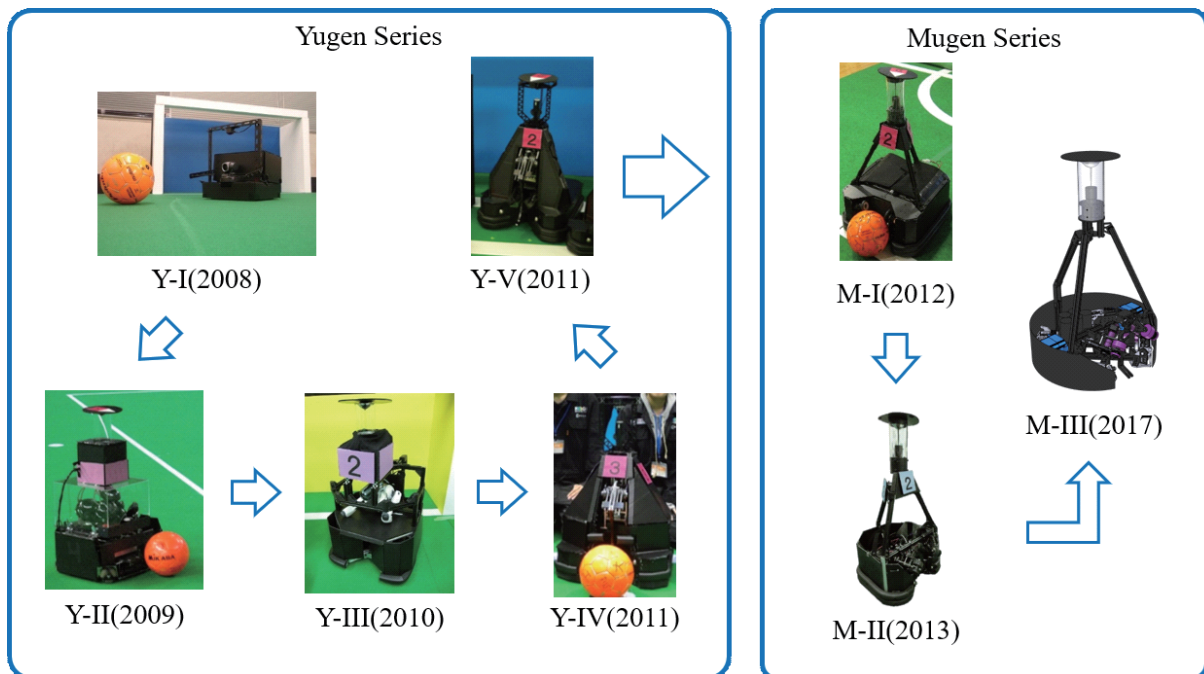 Yugen Series
Y-I(2008)
Y-II(2009)
MIKASA
2
Y-III(2010)
3
Y-IV(2011)
2
Y-V(2011)
Mugen Series
2
M-I(2012)
2
M-II(2013)
M-III(2017)